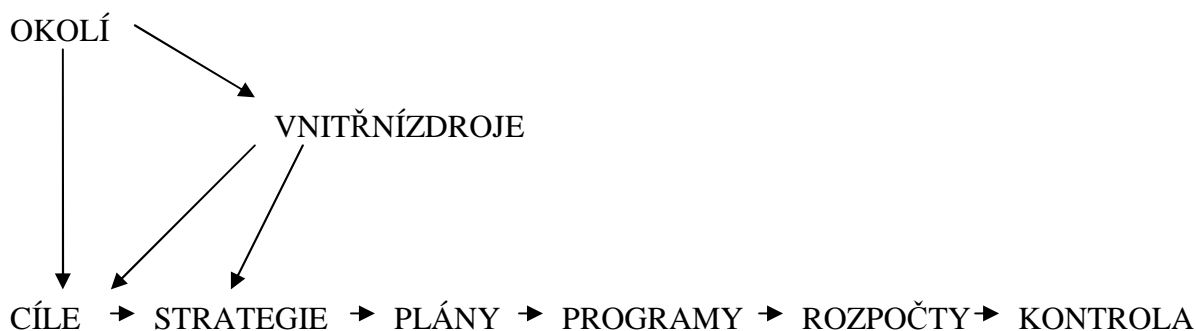 OKOLÍ
VNITŘNÍZDROJE
CÍLE STRATEGIE PLÁNY PROGRAMY ROZPOČTY KONTROLA